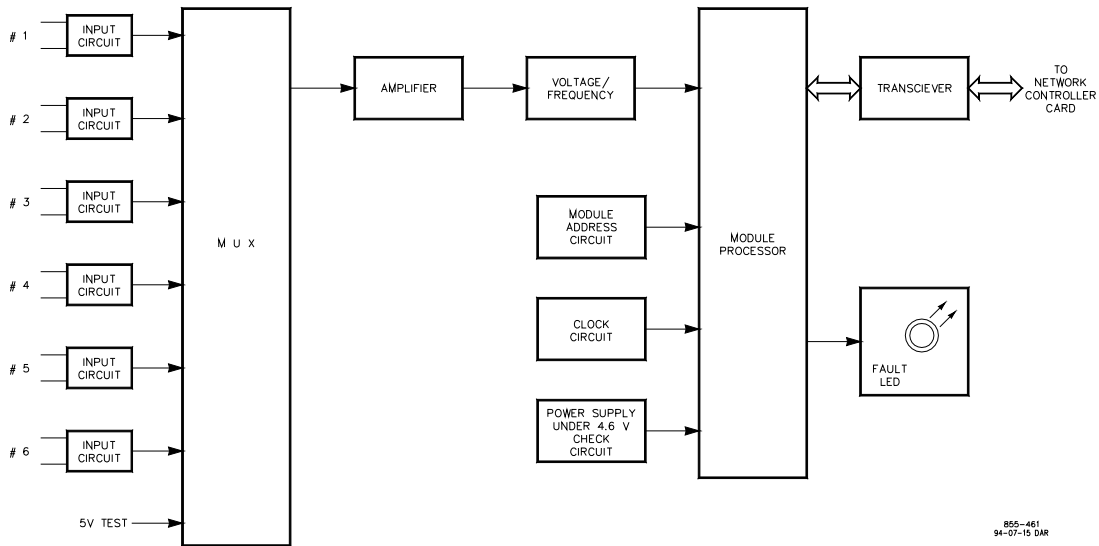 # 1
INPUT
CIRCUIT
# 2
INPUT
CIRCUIT
# 3
INPUT
CIRCUIT
# 4
INPUT
CIRCUIT
# 5
INPUT
CIRCUIT
# 6
INPUT
CIRCUIT
5V TEST
M U X
AMPLIFIER
VOLTAGE/
FREQUENCY
MODULE
ADDRESS
CIRCUIT
CLOCK
CIRCUIT
POWER SUPPLY
UNDER 4.6 V
CHECK
CIRCUIT
MODULE
PROCESSOR
TRANSCIEVER
TO
NETWORK
CONTROLLER
CARD
FAULT
LED
855-461
94-07-15 DAR